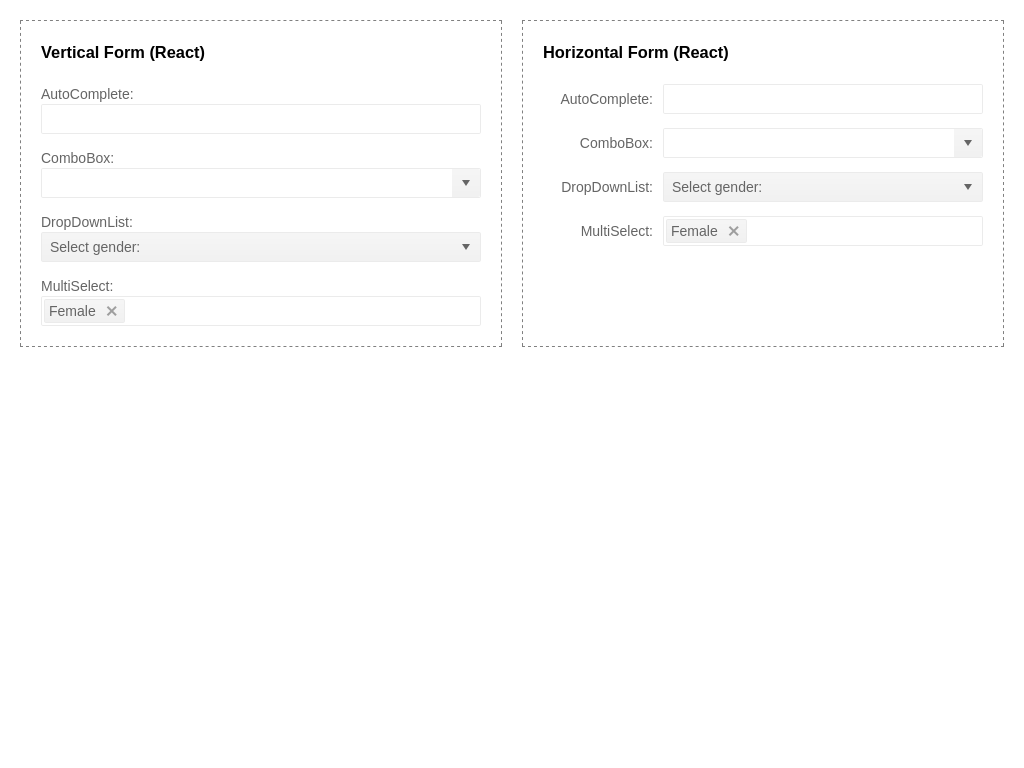 Vertical Form (React)
AutoComplete:
ComboBox:
DropDownList:
Select gender:
MultiSelect:
Female
Horizontal Form (React)
AutoComplete:
ComboBox:
DropDownList: Select gender:
MultiSelect: Female